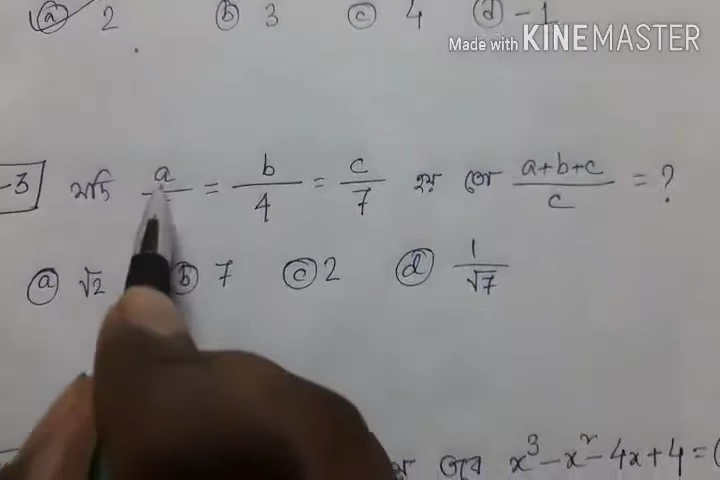 ⓐ 2 ⓑ 3 ⓒ 4 ⓓ -1
Made with KINEMASTER
-3 যদি a/ = b/4 = c/7 হয় তো (a+b+c)/c = ?
ⓐ √2 ⓑ 7 ⓒ 2 ⓓ 1/√7
তবে x³-x²-4x+4=